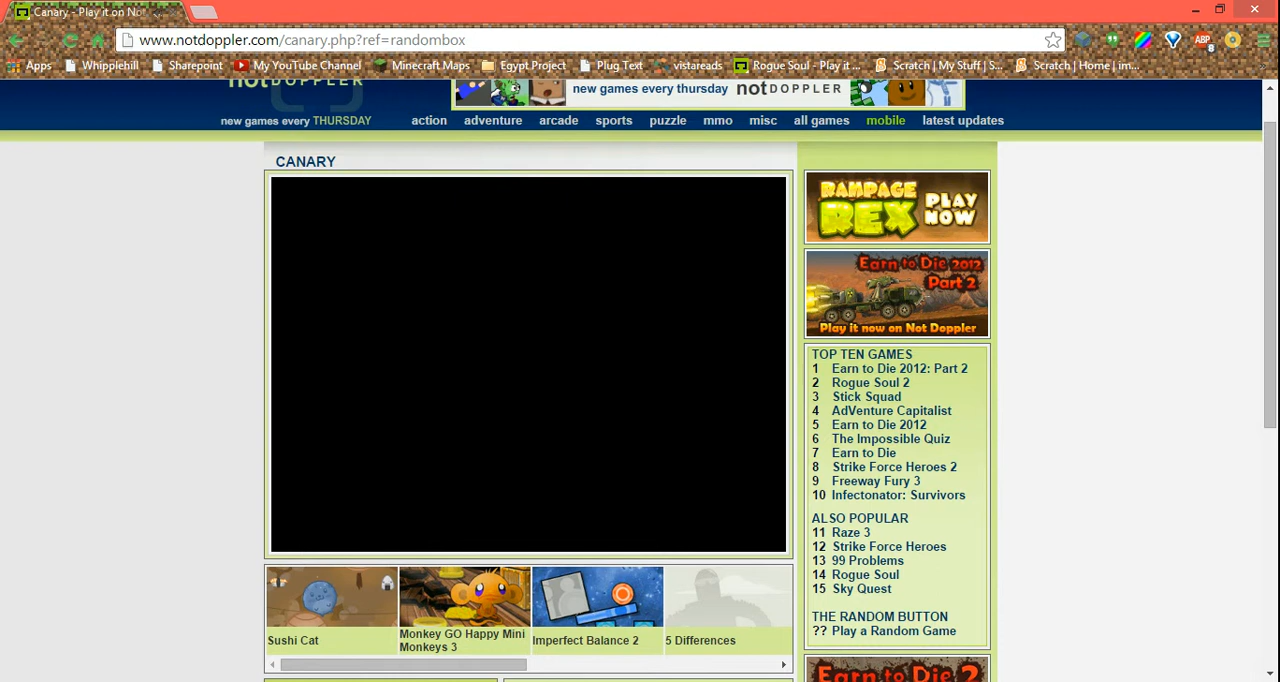 Canary - Play it on Not
www.notdoppler.com/canary.php?ref=randombox
ABP
8
Apps Whipplehill Sharepoint My YouTube Channel Minecraft Maps Egypt Project Plug Text vistareads Rogue Soul - Play it ... Scratch | My Stuff | S... Scratch | Home | im...
not DOPPLER
new games every THURSDAY
new games every thursday not DOPPLER
action adventure arcade sports puzzle mmo misc all games mobile latest updates
CANARY
RAMPAGE
REX
PLAY
NOW
Earn to Die 2012
Part 2
Play it now on Not Doppler
TOP TEN GAMES
1 Earn to Die 2012: Part 2
2 Rogue Soul 2
3 Stick Squad
4 AdVenture Capitalist
5 Earn to Die 2012
6 The Impossible Quiz
7 Earn to Die
8 Strike Force Heroes 2
9 Freeway Fury 3
10 Infectonator: Survivors
ALSO POPULAR
11 Raze 3
12 Strike Force Heroes
13 99 Problems
14 Rogue Soul
15 Sky Quest
THE RANDOM BUTTON
?? Play a Random Game
Sushi Cat
Monkey GO Happy Mini
Monkeys 3
Imperfect Balance 2
5 Differences
Earn to Die 2